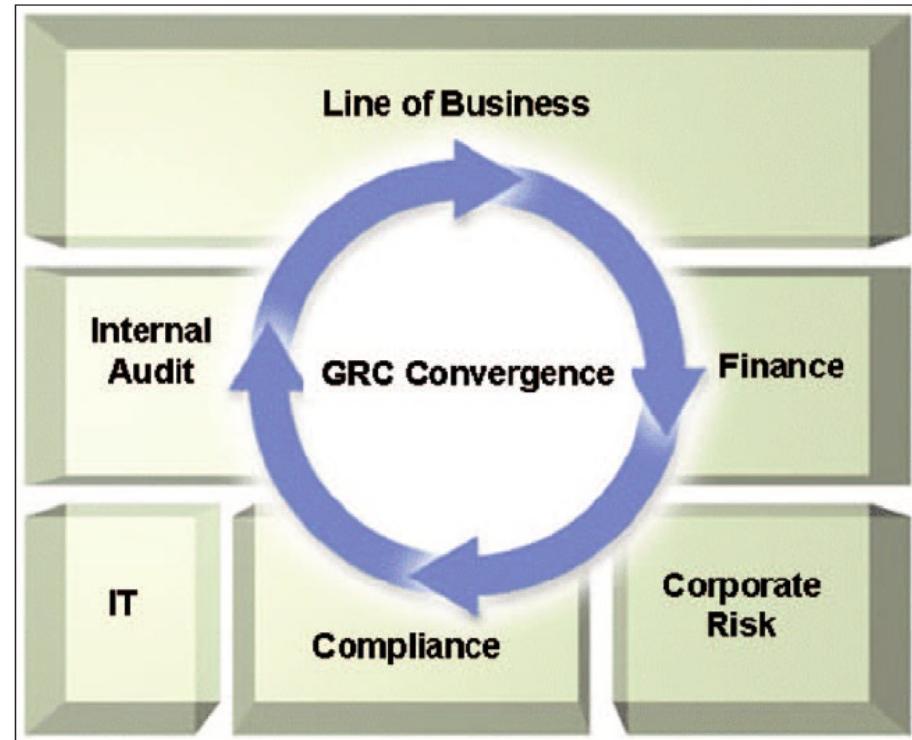 Line of Business
Internal
Audit
GRC Convergence
Finance
IT
Compliance
Corporate
Risk